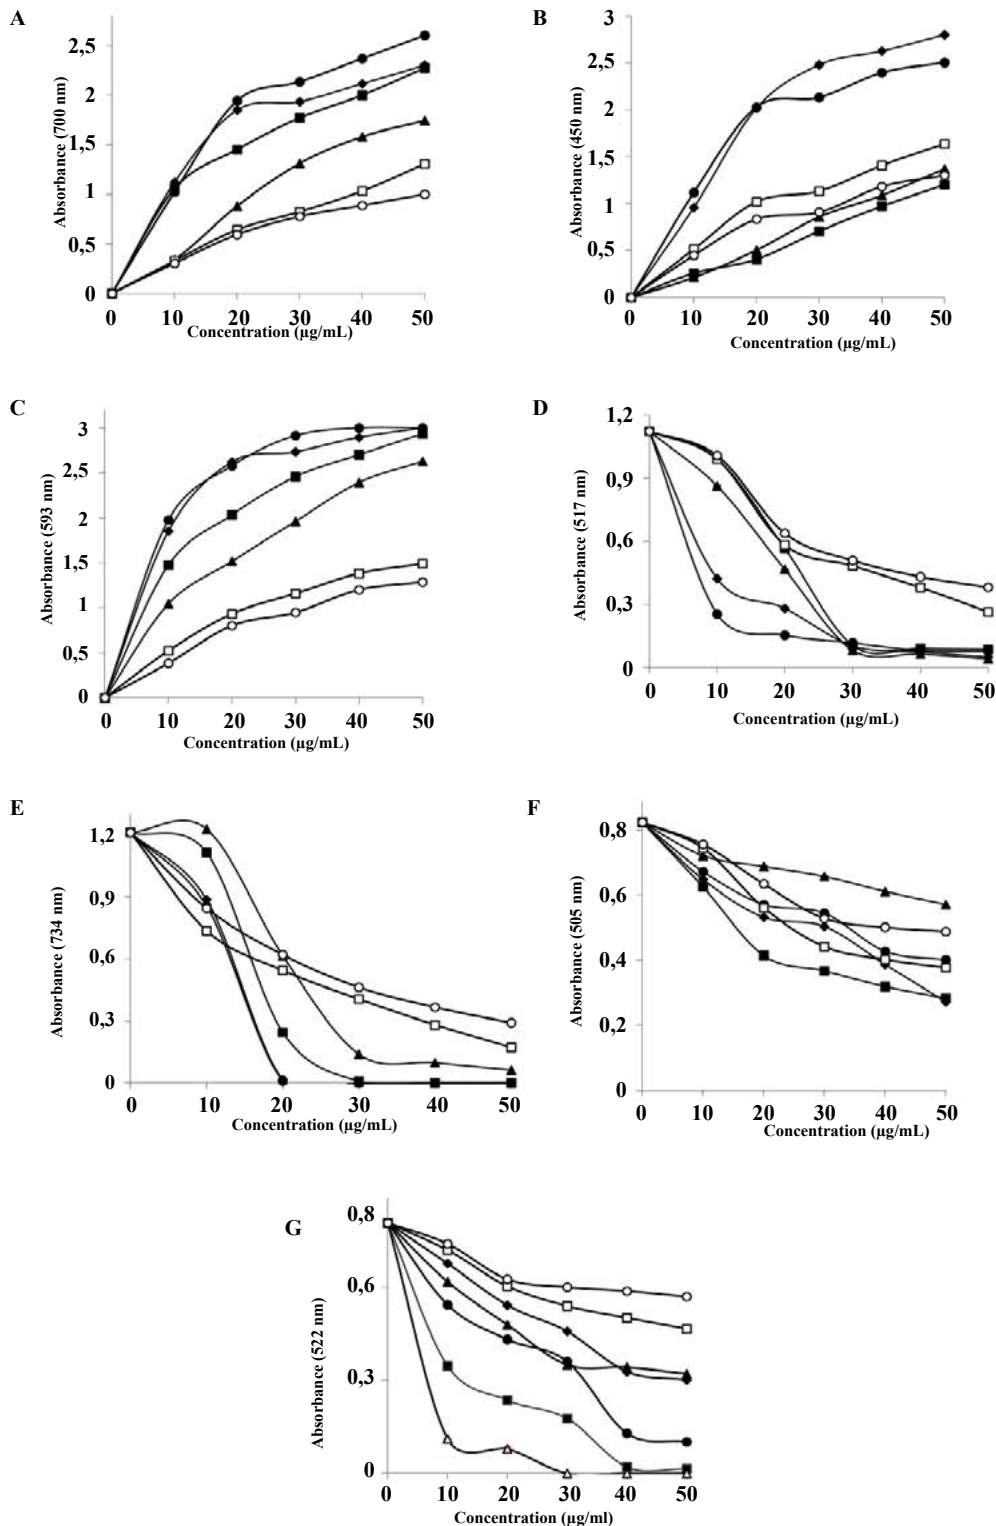 A
Absorbance (700 nm)
2,5
2
1,5
1
0,5
0
0 10 20 30 40 50
Concentration (µg/mL)
B
Absorbance (450 nm)
3
2,5
2
1,5
1
0,5
0
0 10 20 30 40 50
Concentration (µg/mL)
C
Absorbance (593 nm)
3
2,5
2
1,5
1
0,5
0
0 10 20 30 40 50
Concentration (µg/mL)
D
Absorbance (517 nm)
1,2
0,9
0,6
0,3
0
0 10 20 30 40 50
Concentration (µg/mL)
E
Absorbance (734 nm)
1,2
0,9
0,6
0,3
0
0 10 20 30 40 50
Concentration (µg/mL)
F
Absorbance (505 nm)
0,8
0,6
0,4
0,2
0
0 10 20 30 40 50
Concentration (µg/mL)
G
Absorbance (522 nm)
0,8
0,6
0,3
0
0 10 20 30 40 50
Concentration (µg/ml)